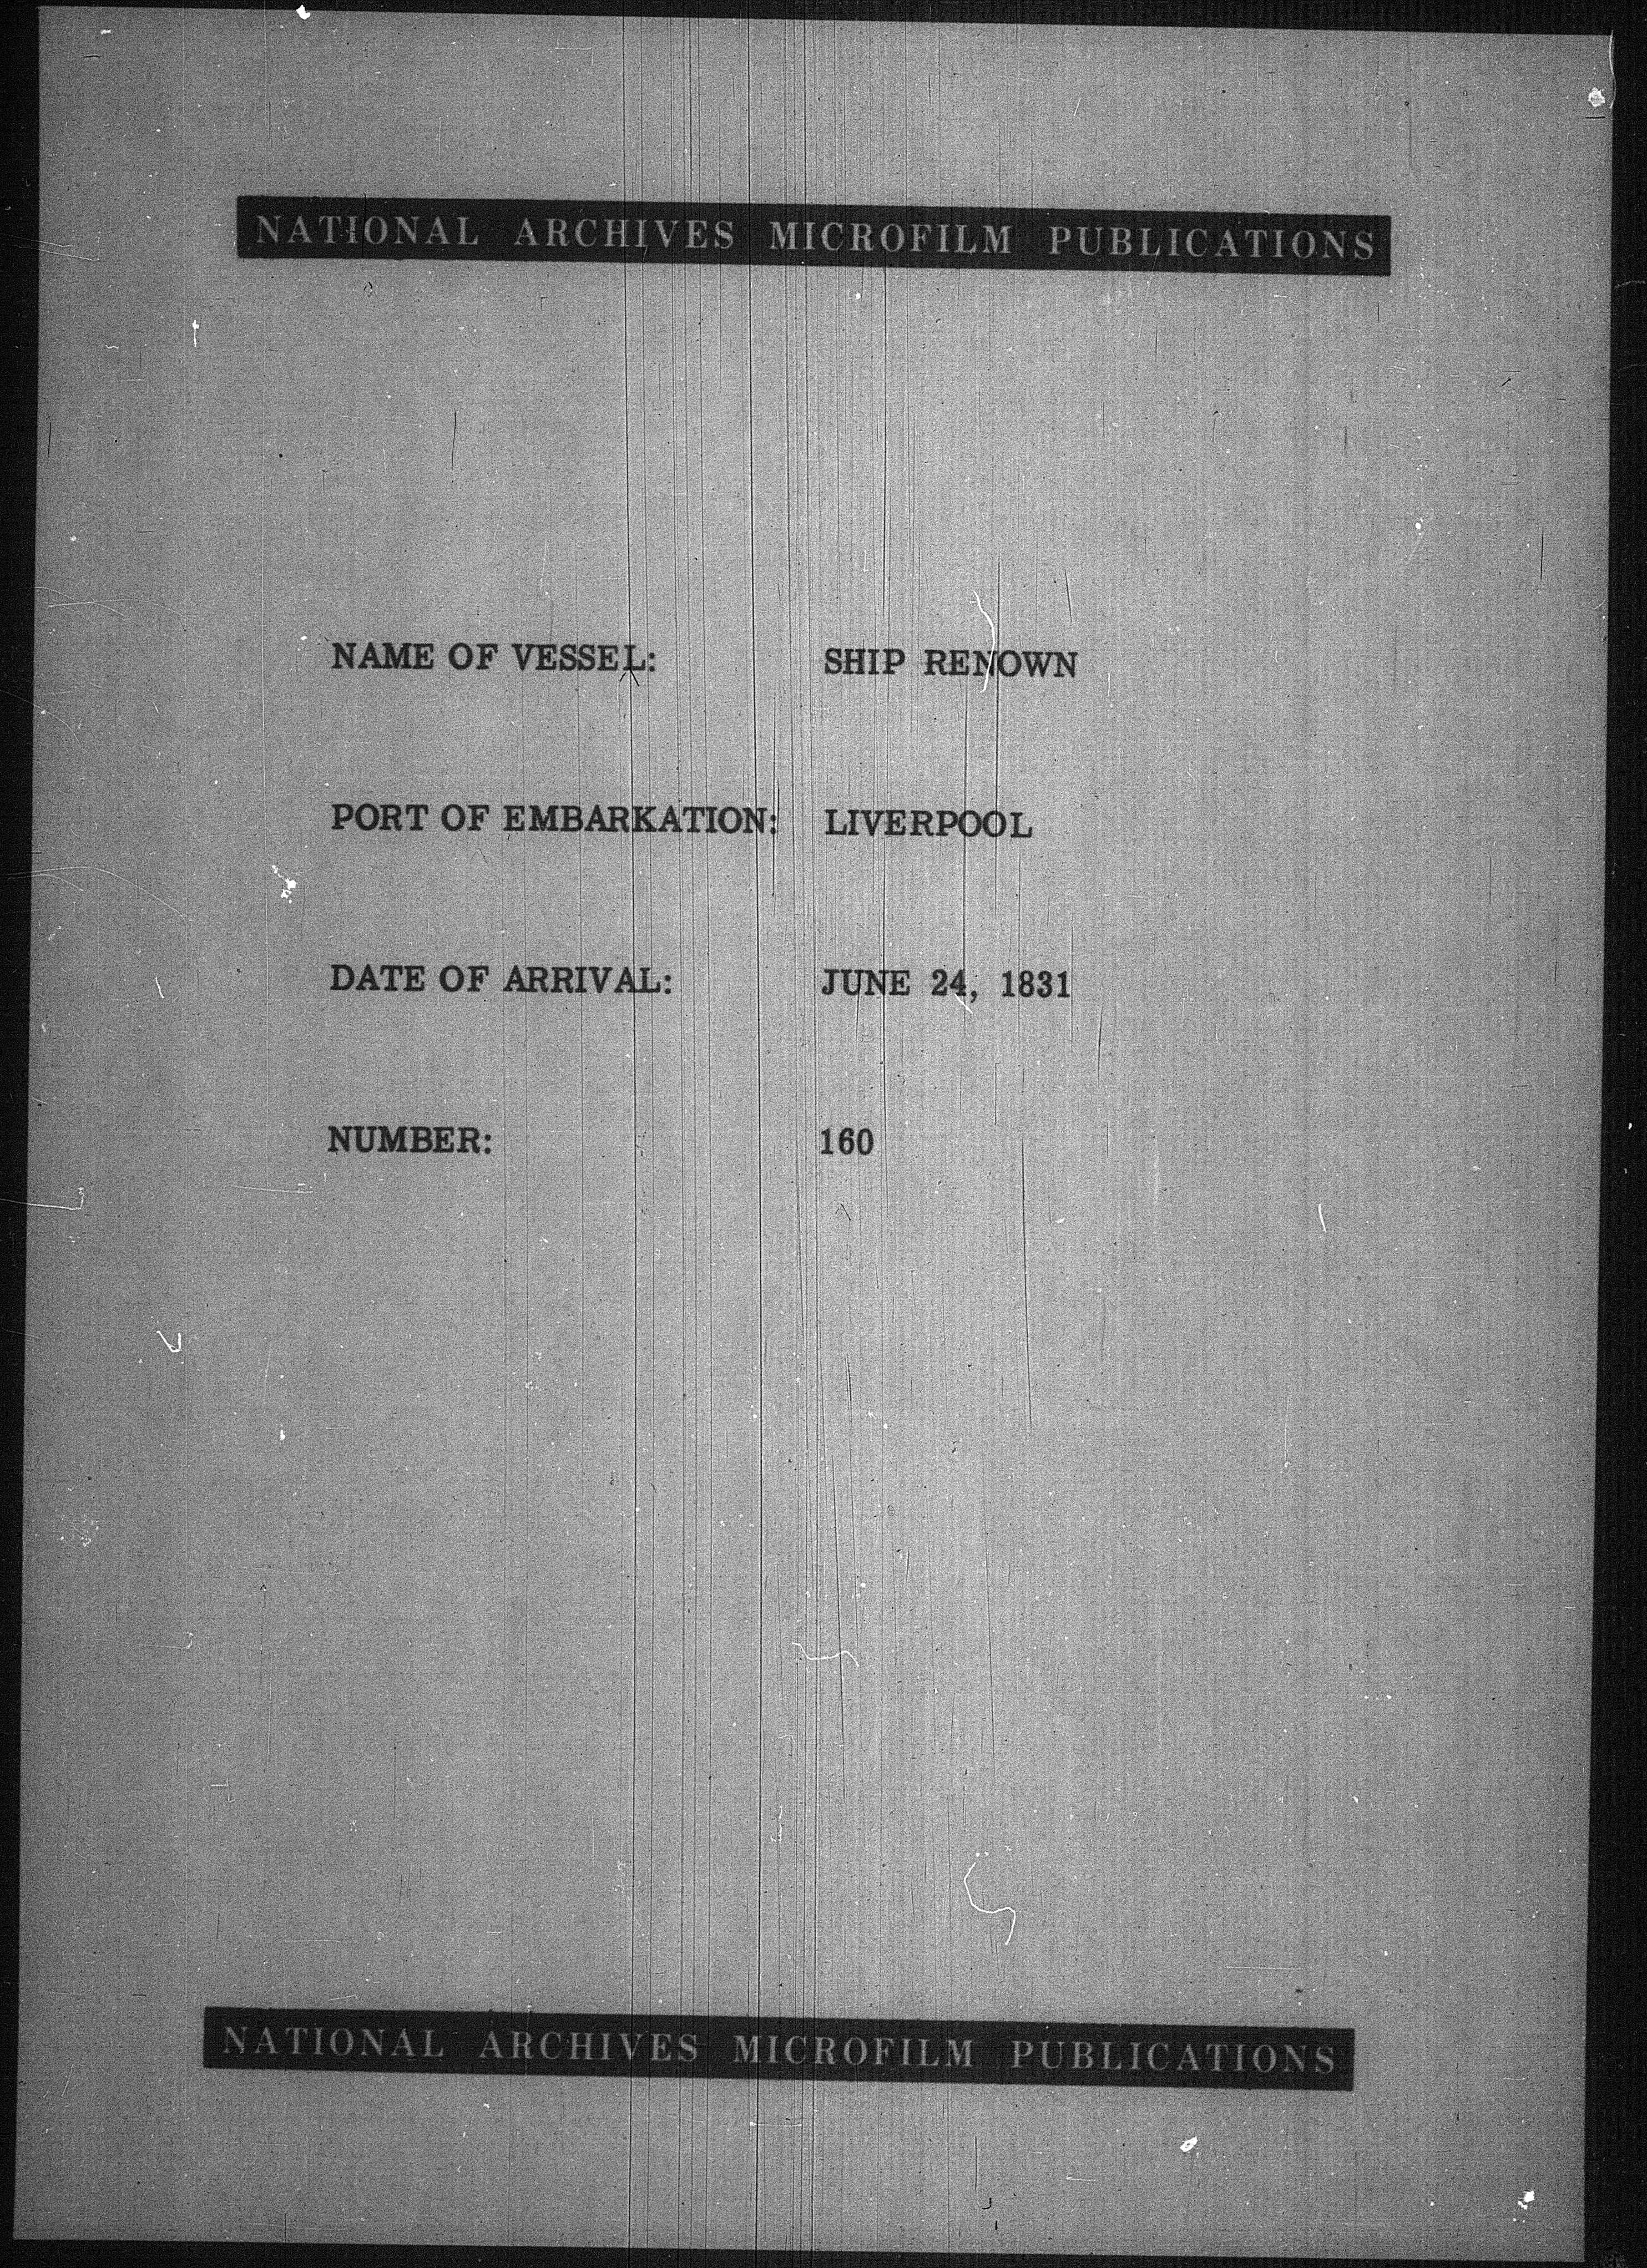 NATIONAL ARCHIVES MICROFILM PUBLICATIONS
NAME OF VESSEL: SHIP RENOWN
PORT OF EMBARKATION: LIVERPOOL
DATE OF ARRIVAL: JUNE 24, 1831
NUMBER: 160
NATIONAL ARCHIVES MICROFILM PUBLICATIONS